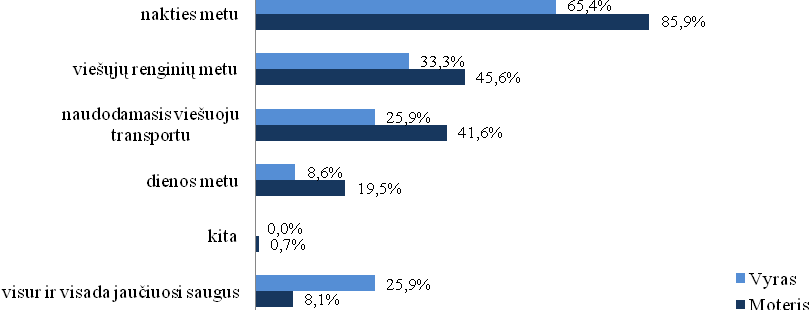 nakties metu
65,4%
85,9%
viešųjų renginių metu
33,3%
45,6%
naudodamasis viešuoju
transportu
25,9%
41,6%
dienos metu
8,6%
19,5%
kita
0,0%
0,7%
visur ir visada jaučiuosi saugus
25,9%
8,1%
Vyras
Moteris